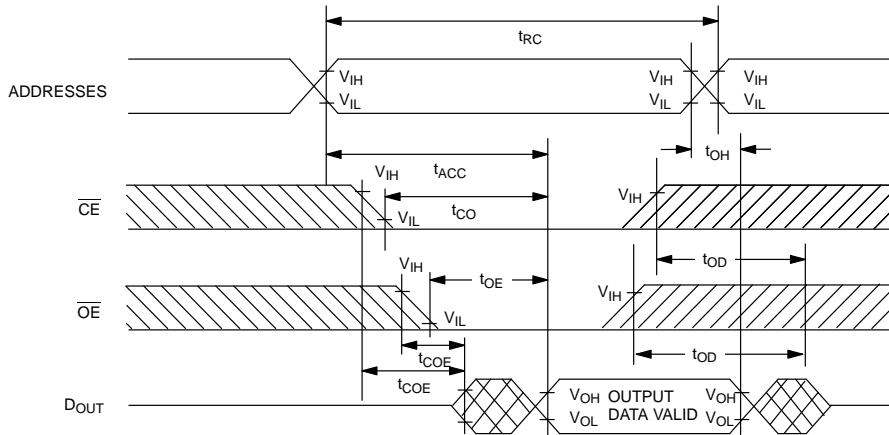 tRC
ADDRESSES
VIH
VIL
VIH
VIL
VIH
VIL
tOH
tACC
CE
VIH
VIL
tCO
VIH
tOD
OE
VIH
VIL
tOE
VIH
tOD
tCOE
tCOE
DOUT
VOH
VOL
OUTPUT
DATA VALID
VOH
VOL